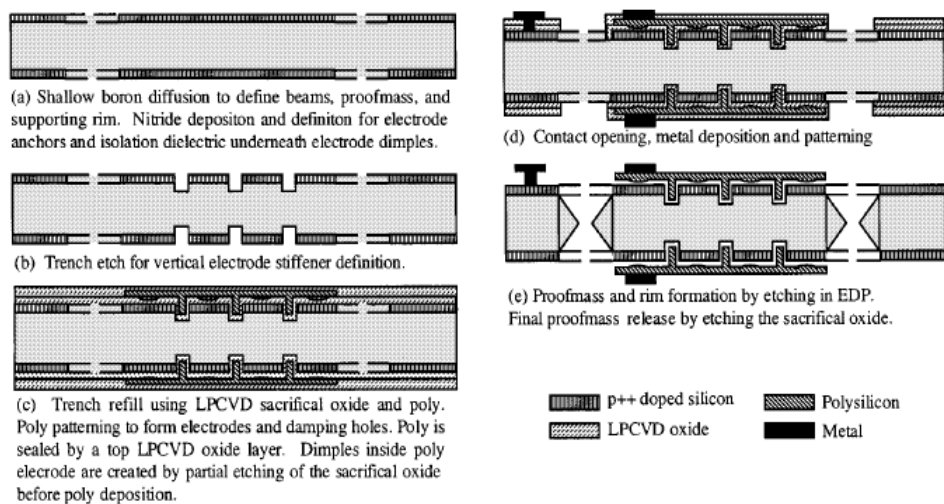 (a) Shallow boron diffusion to define beams, proofmass, and
supporting rim. Nitride depositon and definiton for electrode
anchors and isolation dielectric underneath electrode dimples.
(b) Trench etch for vertical electrode stiffener definition.
(c) Trench refill using LPCVD sacrifical oxide and poly.
Poly patterning to form electrodes and damping holes. Poly is
sealed by a top LPCVD oxide layer. Dimples inside poly
elecrode are created by partial etching of the sacrifical oxide
before poly deposition.
(d) Contact opening, metal deposition and patterning
(e) Proofmass and rim formation by etching in EDP.
Final proofmass release by etching the sacrifical oxide.
p++ doped silicon
Polysilicon
LPCVD oxide
Metal